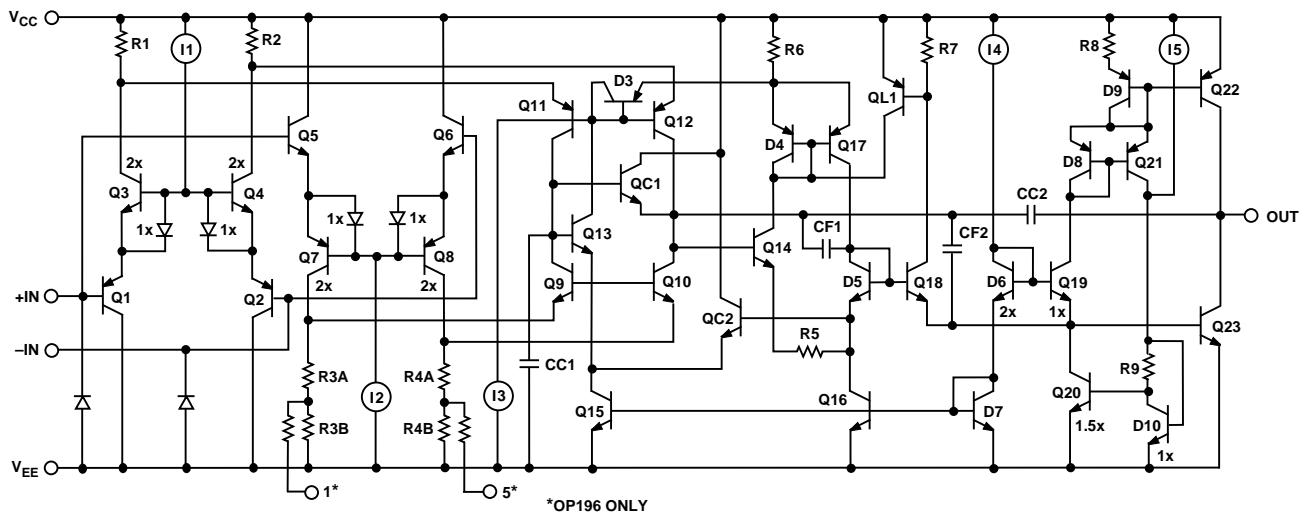 VCC
R1
I1
R2
R6
R7
I4
R8
I5
D3
Q11
Q12
QL1
D9
Q22
Q5
Q6
D4
Q17
D8
Q21
2x
2x
Q3
Q4
QC1
CC2
1x
1x
1x
1x
OUT
CF1
CF2
Q13
Q14
Q7
Q8
2x
2x
Q9
Q10
D5
Q18
D6
Q19
+IN
Q1
Q2
2x
1x
QC2
Q23
–IN
R5
CC1
R9
R3A
R4A
I2
I3
Q20
Q15
Q16
D7
R3B
R4B
1.5x
D10
1x
VEE
1*
5*
*OP196 ONLY